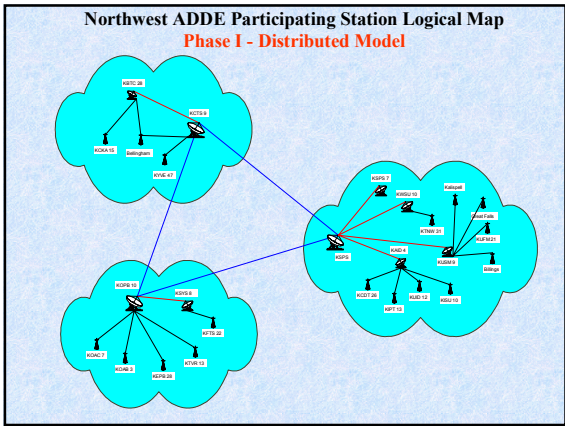 Northwest ADDE Participating Station Logical Map
Phase I - Distributed Model
KBTC 28
KCTS 9
KOKA 15
Bellingham
KYVE 47
KSPS 7
KWSU 10
KTNW 31
Kalispell
Great Falls
KUFM 21
Billings
KUSM 9
KSPS
KAID 4
KCDT 26
KIPT 13
KUID 12
KISU 10
KOPB 10
KSYS 8
KFTS 22
KOAC 7
KOAB 3
KEPB 28
KTVR 13